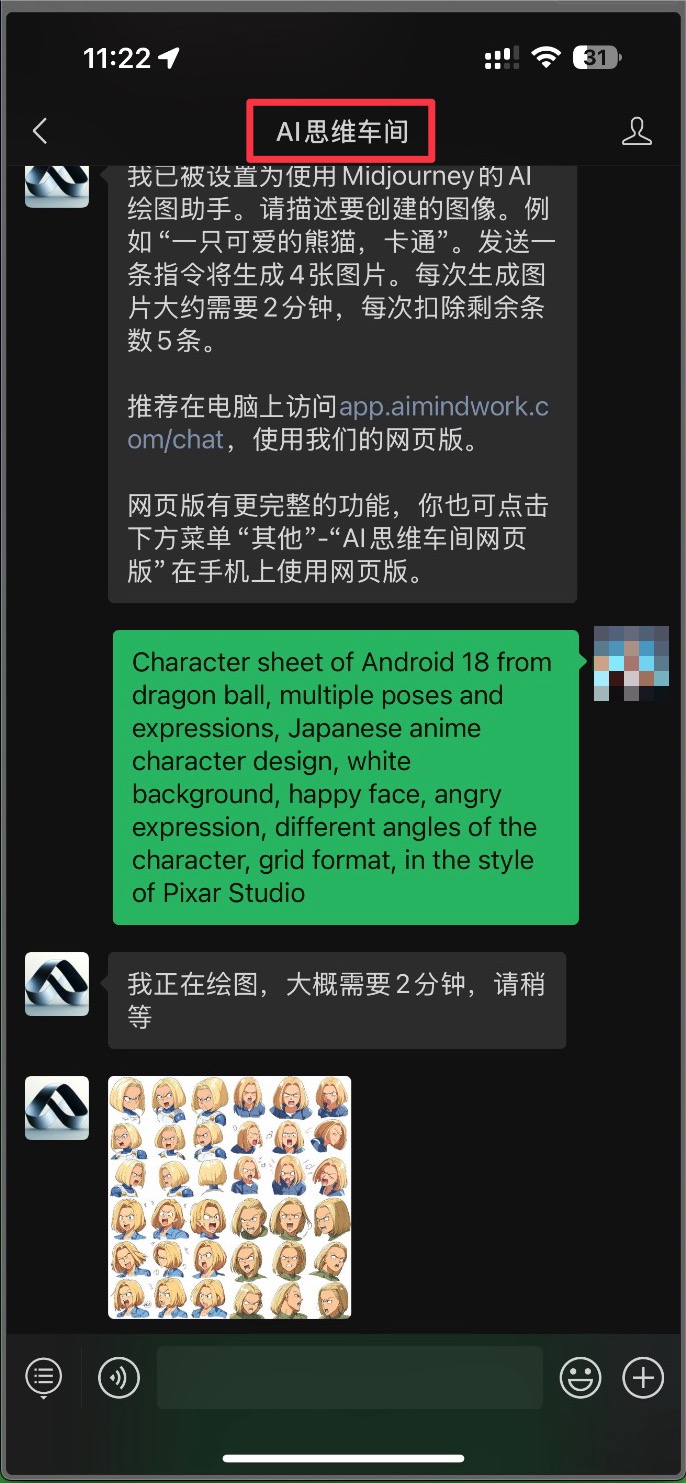 11:22
31
AI思维车间
我已被设置为使用Midjourney的AI
绘图助手。请描述要创建的图像。例
如“一只可爱的熊猫，卡通”。发送一
条指令将生成4张图片。每次生成图
片大约需要2分钟，每次扣除剩余条
数5条。
推荐在电脑上访问app.aimindwork.c
om/chat，使用我们的网页版。
网页版有更完整的功能，你也可点击
下方菜单“其他”-“AI思维车间网页
版”在手机上使用网页版。
Character sheet of Android 18 from
dragon ball, multiple poses and
expressions, Japanese anime
character design, white
background, happy face, angry
expression, different angles of the
character, grid format, in the style
of Pixar Studio
我正在绘图，大概需要2分钟，请稍
等